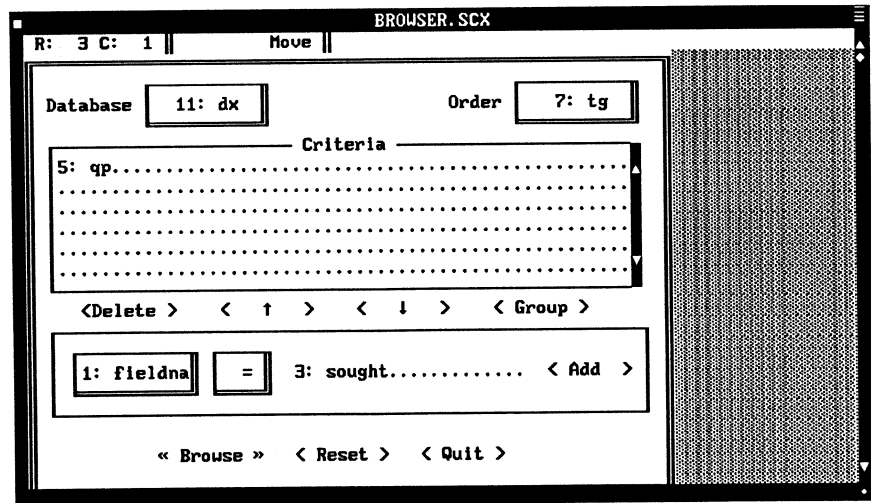 BROWSER.SCX
R: 3 C: 1 Move
Database 11: dx Order 7: tg
Criteria
5: qp..............................................
....................................................
....................................................
....................................................
....................................................
....................................................
<Delete > < ↑ > < ↓ > < Group >
1: fieldna = 3: sought............. < Add >
« Browse » < Reset > < Quit >